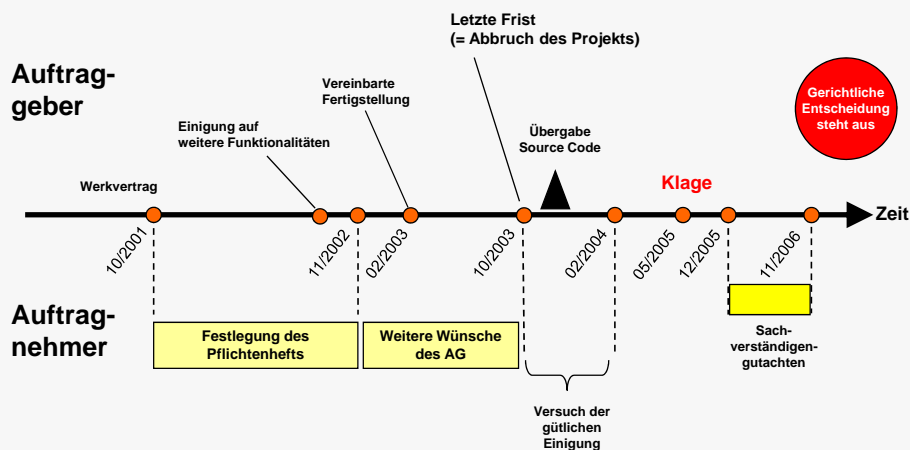 Letzte Frist
(= Abbruch des Projekts)
Auftrag-
geber
Vereinbarte
Fertigstellung
Gerichtliche
Entscheidung
steht aus
Einigung auf
weitere Funktionalitäten
Übergabe
Source Code
Werkvertrag
Klage
Zeit
10/2001
11/2002
02/2003
10/2003
02/2004
05/2005
12/2005
11/2006
Auftrag-
nehmer
Festlegung des
Pflichtenhefts
Weitere Wünsche
des AG
Sach-
verständigen-
gutachten
Versuch der
gütlichen
Einigung